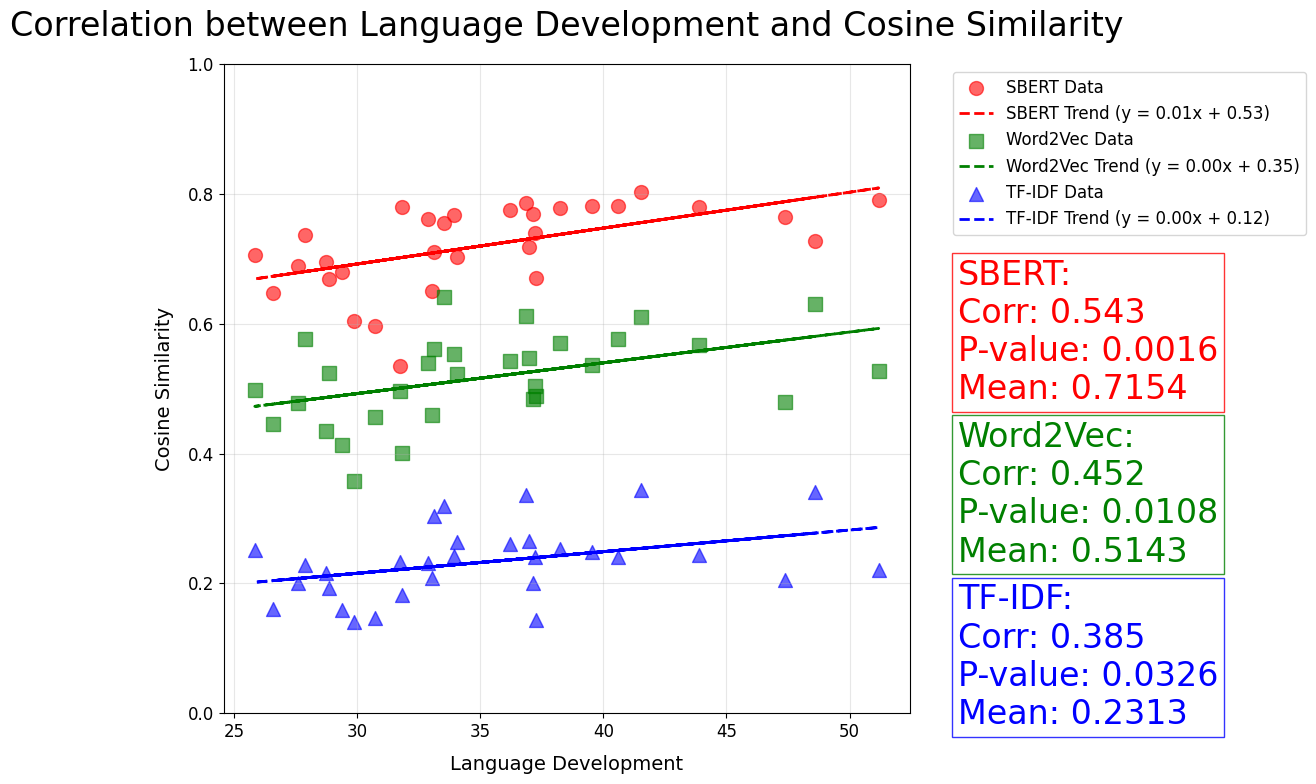 Correlation between Language Development and Cosine Similarity
1.0
0.8
0.6
0.4
0.2
0.0
Cosine Similarity
25
30
35
40
45
50
Language Development
SBERT Data
SBERT Trend (y = 0.01x + 0.53)
Word2Vec Data
Word2Vec Trend (y = 0.00x + 0.35)
TF-IDF Data
TF-IDF Trend (y = 0.00x + 0.12)
SBERT:
Corr: 0.543
P-value: 0.0016
Mean: 0.7154
Word2Vec:
Corr: 0.452
P-value: 0.0108
Mean: 0.5143
TF-IDF:
Corr: 0.385
P-value: 0.0326
Mean: 0.2313